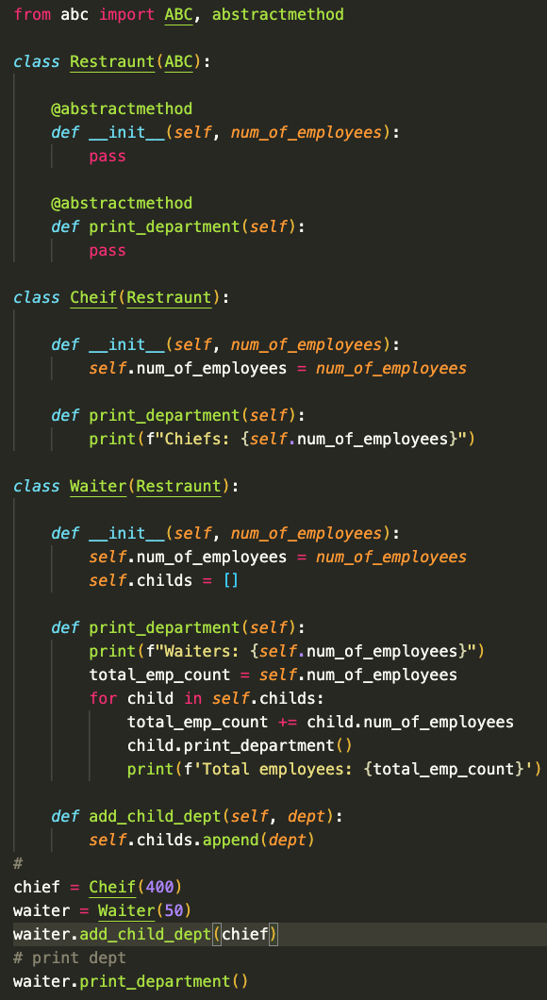 from abc import ABC, abstractmethod
class Restraunt(ABC):
@abstractmethod
def __init__(self, num_of_employees):
pass
@abstractmethod
def print_department(self):
pass
class Cheif(Restraunt):
def __init__(self, num_of_employees):
self.num_of_employees = num_of_employees
def print_department(self):
print(f"Chiefs: {self.num_of_employees}")
class Waiter(Restraunt):
def __init__(self, num_of_employees):
self.num_of_employees = num_of_employees
self.childs = []
def print_department(self):
print(f"Waiters: {self.num_of_employees}")
total_emp_count = self.num_of_employees
for child in self.childs:
total_emp_count += child.num_of_employees
child.print_department()
print(f'Total employees: {total_emp_count}')
def add_child_dept(self, dept):
self.childs.append(dept)
#
chief = Cheif(400)
waiter = Waiter(50)
waiter.add_child_dept(chief)
# print dept
waiter.print_department()